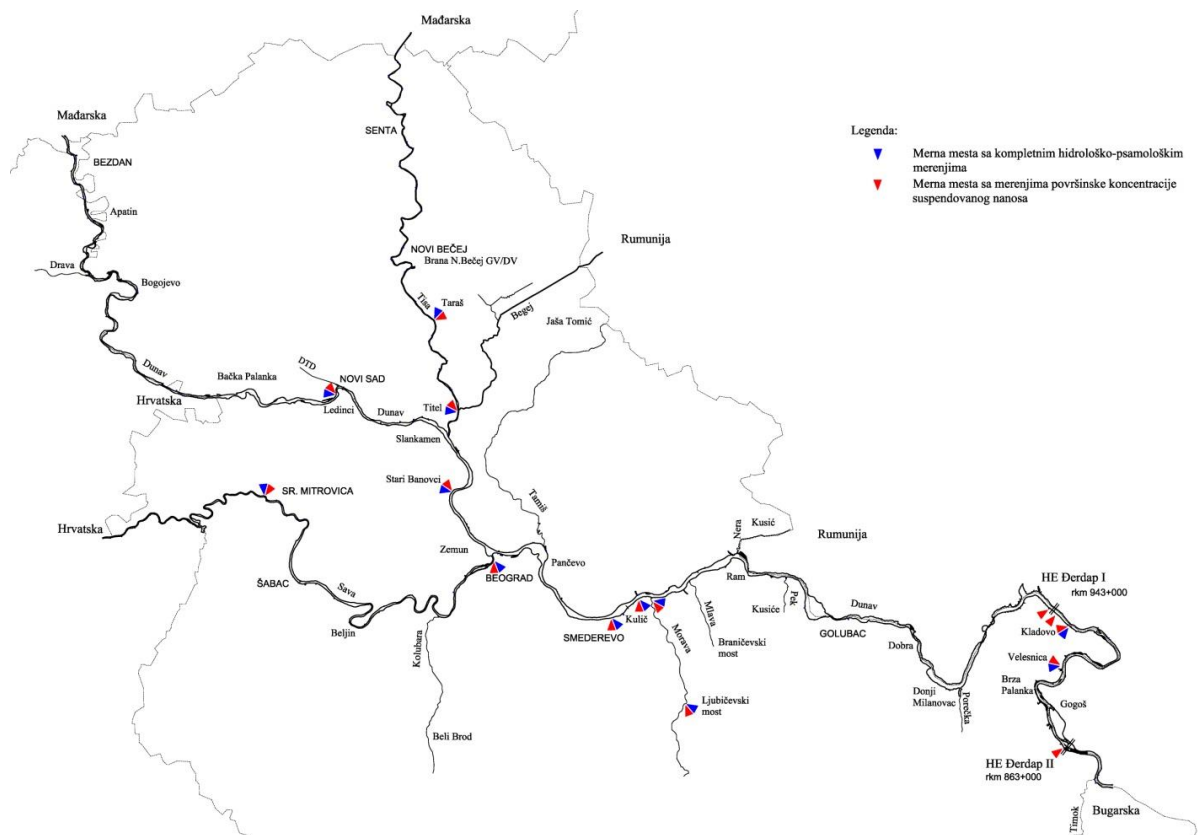 Mađarska
Mađarska
BEZDAN
SENTA
Legenda:
Merna mesta sa kompletnim hidrološko-psamološkim
merenjima
Merna mesta sa merenjima površinske koncentracije
suspendovanog nanosa
Apatin
Drava
Bogojevo
NOVI BEČEJ
Brana N.Bečej GV/DV
Rumunija
Tisa
Taraš
Begej
Jaša Tomić
Dunav
Bačka Palanka
DTD
NOVI SAD
Hrvatska
Ledinci
Dunav
Titel
Slankamen
Stari Banovci
SR. MITROVICA
Hrvatska
Tamiš
Zemun
BEOGRAD
Pančevo
ŠABAC
Sava
Beljin
Kolubara
Beli Brod
SMEDEREVO
Kulič
Morava
Mlava
Braničevski
most
Ljubičevski
most
Nera
Kusić
Rumunija
Ram
Pek
Kusiće
GOLUBAC
Dunav
Dobra
Donji
Milanovac
Porečka
HE Đerdap I
rkm 943+000
Kladovo
Velesnica
Brza
Palanka
Gogoš
HE Đerdap II
rkm 863+000
Timok
Bugarska